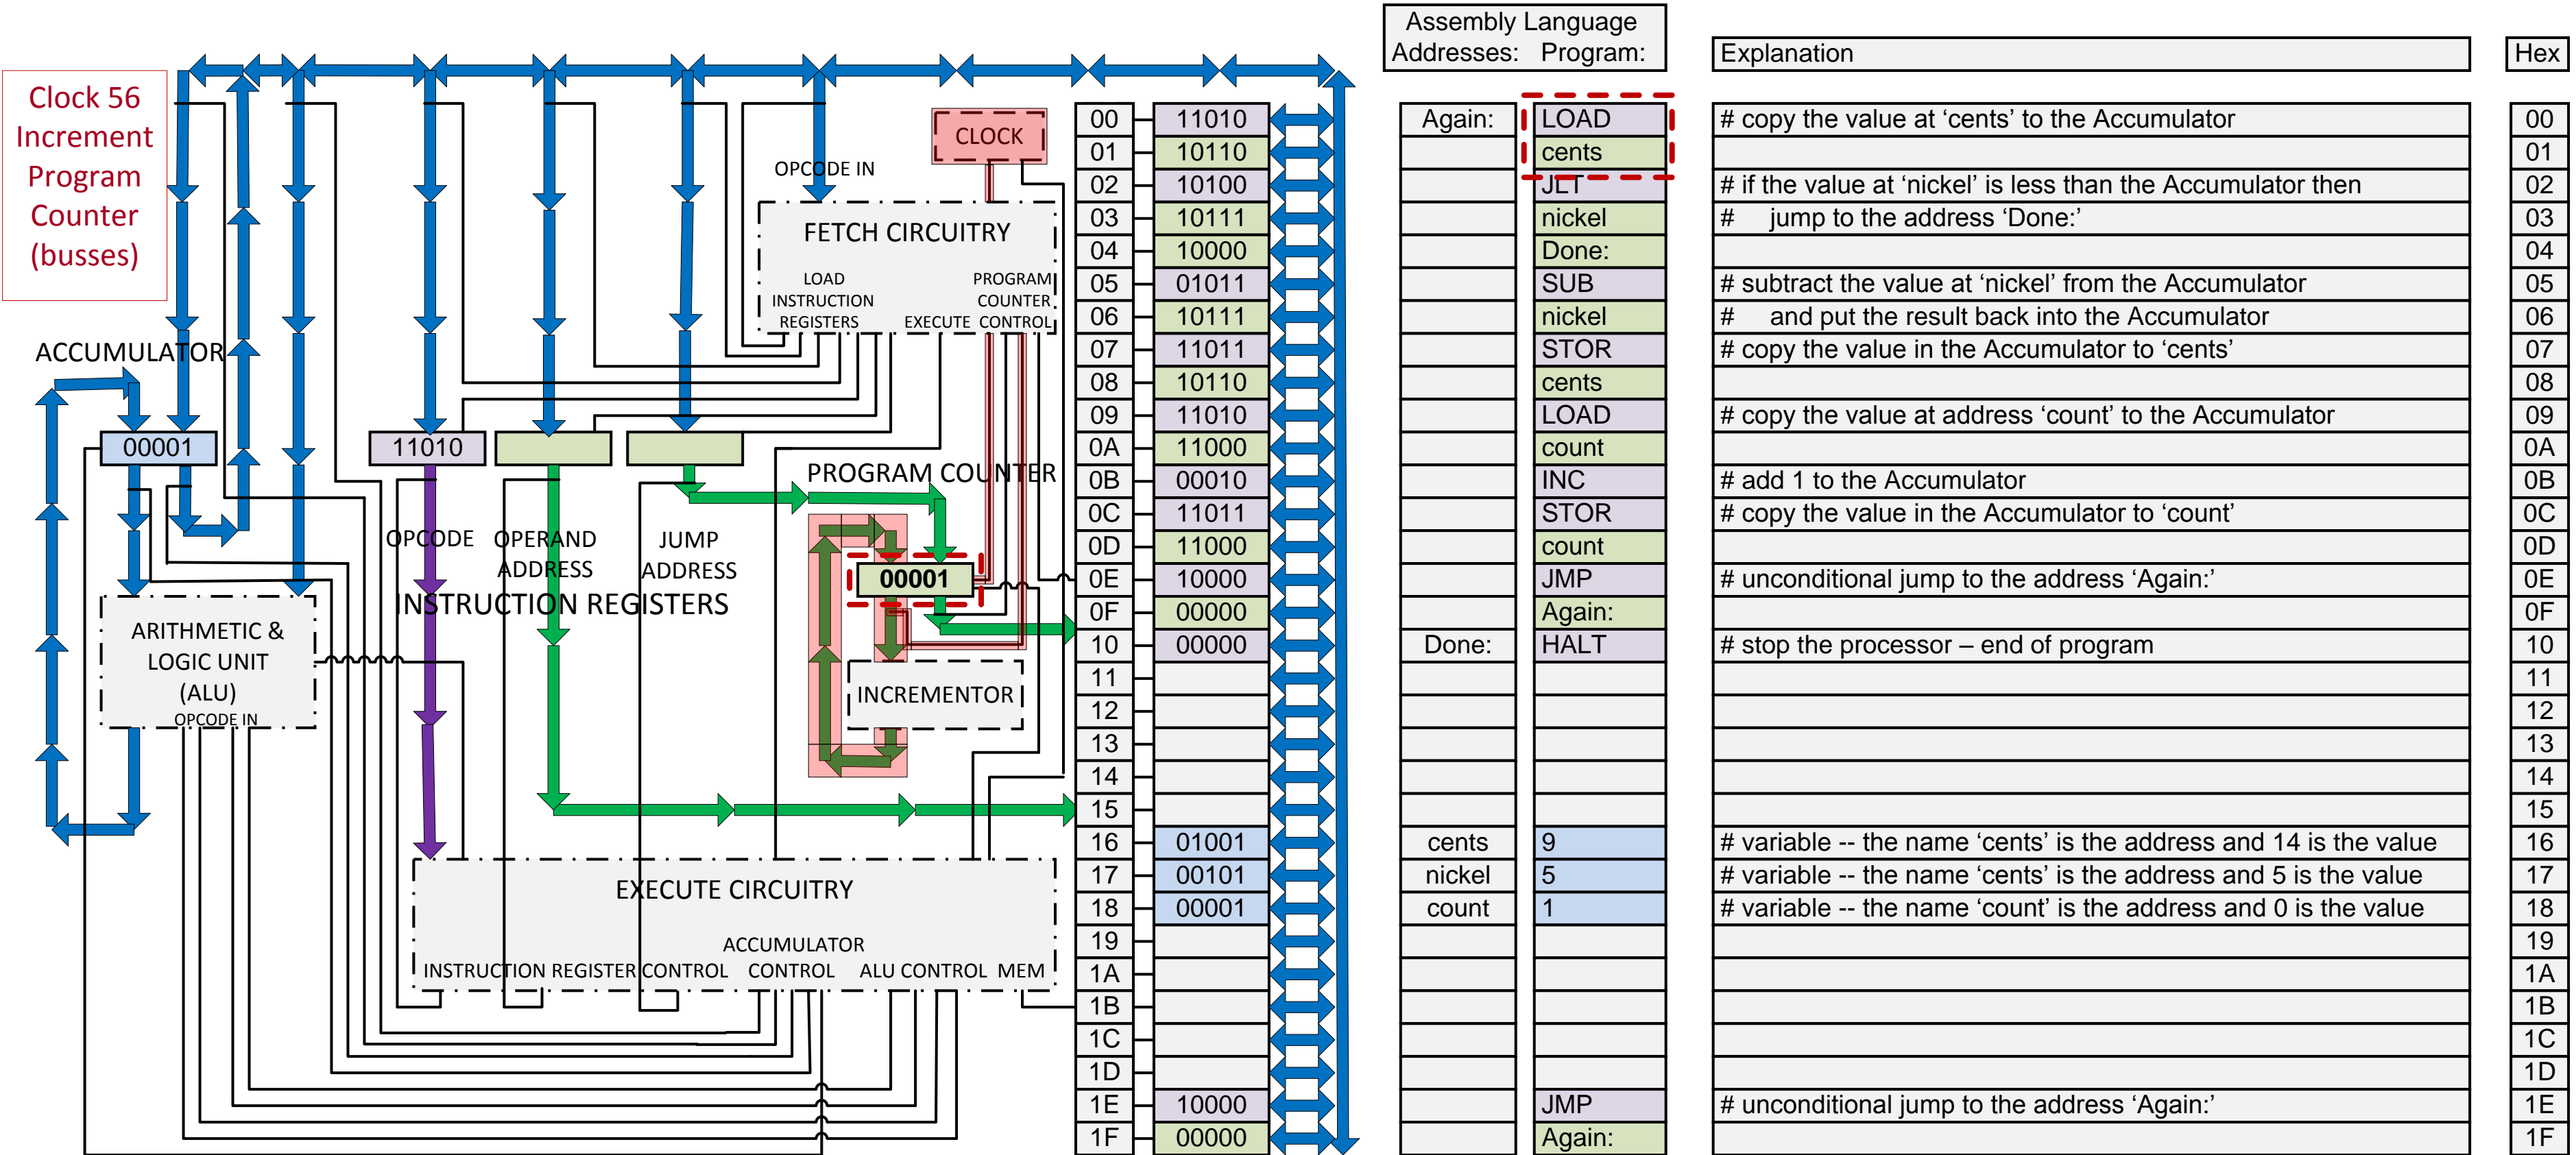 Assembly Language
Addresses: Program:
Explanation
Hex
Clock 56
Increment
Program
Counter
(busses)
CLOCK
OPCODE IN
FETCH CIRCUITRY
LOAD
INSTRUCTION
REGISTERS
EXECUTE
PROGRAM
COUNTER
CONTROL
ACCUMULATOR
00001
11010
PROGRAM COUNTER
OPCODE
OPERAND
ADDRESS
JUMP
ADDRESS
INSTRUCTION REGISTERS
00001
INCREMENTOR
ARITHMETIC &
LOGIC UNIT
(ALU)
OPCODE IN
EXECUTE CIRCUITRY
INSTRUCTION REGISTER CONTROL
ACCUMULATOR
CONTROL
ALU CONTROL
MEM
00 11010 Again: LOAD # copy the value at ‘cents’ to the Accumulator 00
01 10110 cents 01
02 10100 JLT # if the value at ‘nickel’ is less than the Accumulator then 02
03 10111 nickel # jump to the address ‘Done:’ 03
04 10000 Done: 04
05 01011 SUB # subtract the value at ‘nickel’ from the Accumulator 05
06 10111 nickel # and put the result back into the Accumulator 06
07 11011 STOR # copy the value in the Accumulator to ‘cents’ 07
08 10110 cents 08
09 11010 LOAD # copy the value at address ‘count’ to the Accumulator 09
0A 11000 count 0A
0B 00010 INC # add 1 to the Accumulator 0B
0C 11011 STOR # copy the value in the Accumulator to ‘count’ 0C
0D 11000 count 0D
0E 10000 JMP # unconditional jump to the address ‘Again:’ 0E
0F 00000 Again: 0F
10 00000 Done: HALT # stop the processor – end of program 10
11 11
12 12
13 13
14 14
15 15
16 01001 cents 9 # variable -- the name ‘cents’ is the address and 14 is the value 16
17 00101 nickel 5 # variable -- the name ‘cents’ is the address and 5 is the value 17
18 00001 count 1 # variable -- the name ‘count’ is the address and 0 is the value 18
19 19
1A 1A
1B 1B
1C 1C
1D 1D
1E 10000 JMP # unconditional jump to the address ‘Again:’ 1E
1F 00000 Again: 1F